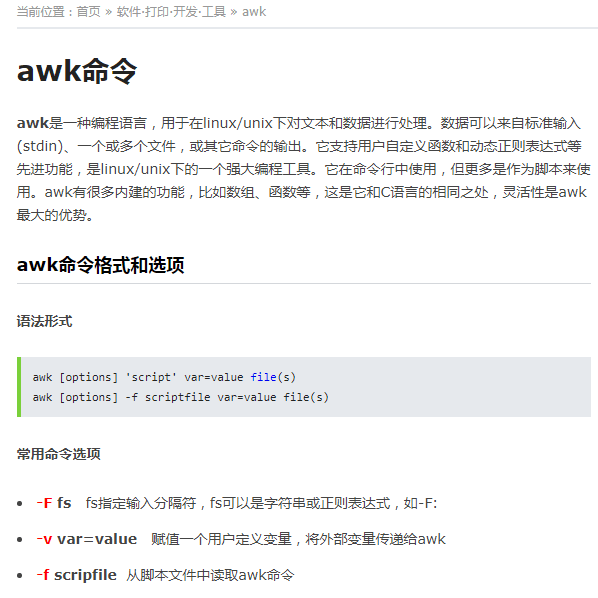 当前位置：首页 » 软件·打印·开发·工具 » awk
awk命令
awk是一种编程语言，用于在linux/unix下对文本和数据进行处理。数据可以来自标准输入
(stdin)、一个或多个文件，或其它命令的输出。它支持用户自定义函数和动态正则表达式等
先进功能，是linux/unix下的一个强大编程工具。它在命令行中使用，但更多是作为脚本来使
用。awk有很多内建的功能，比如数组、函数等，这是它和C语言的相同之处，灵活性是awk
最大的优势。
awk命令格式和选项
语法形式
awk [options] 'script' var=value file(s)
awk [options] -f scriptfile var=value file(s)
常用命令选项
-F fs fs指定输入分隔符，fs可以是字符串或正则表达式，如-F:
-v var=value 赋值一个用户定义变量，将外部变量传递给awk
-f scripfile 从脚本文件中读取awk命令